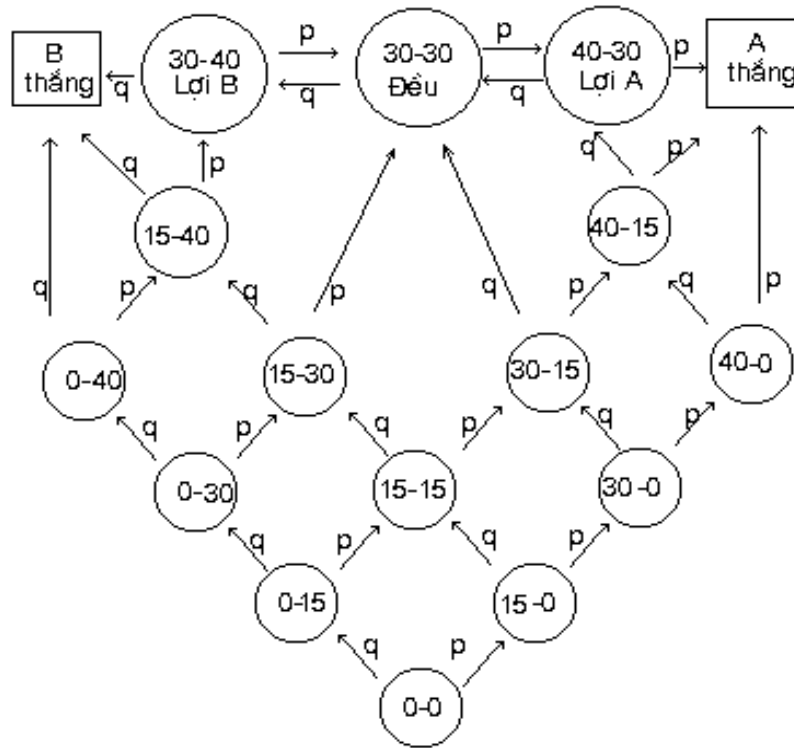 B thắng
q
30-40 Lợi B
p
q
30-30 Đều
p
q
40-30 Lợi A
p
A thắng
q
p
q
p
15-40
40-15
q
p
q
p
q
p
q
p
0-40
15-30
30-15
40-0
q
p
q
p
q
p
0-30
15-15
30-0
q
p
q
p
0-15
15-0
q
p
0-0